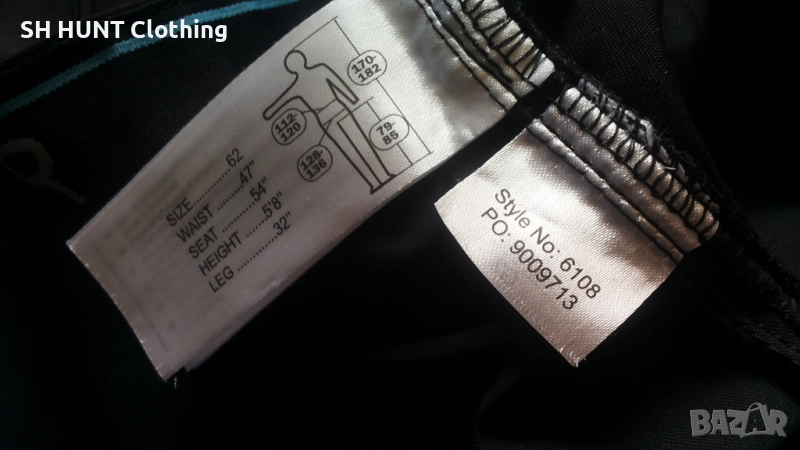 SH HUNT Clothing
170-
182
112-
120
79-
85
128-
136
SIZE...........62
WAIST......47"
SEAT........54"
HEIGHT....5'8"
LEG............32"
Style No: 6108
PO: 9009713
BAZAR